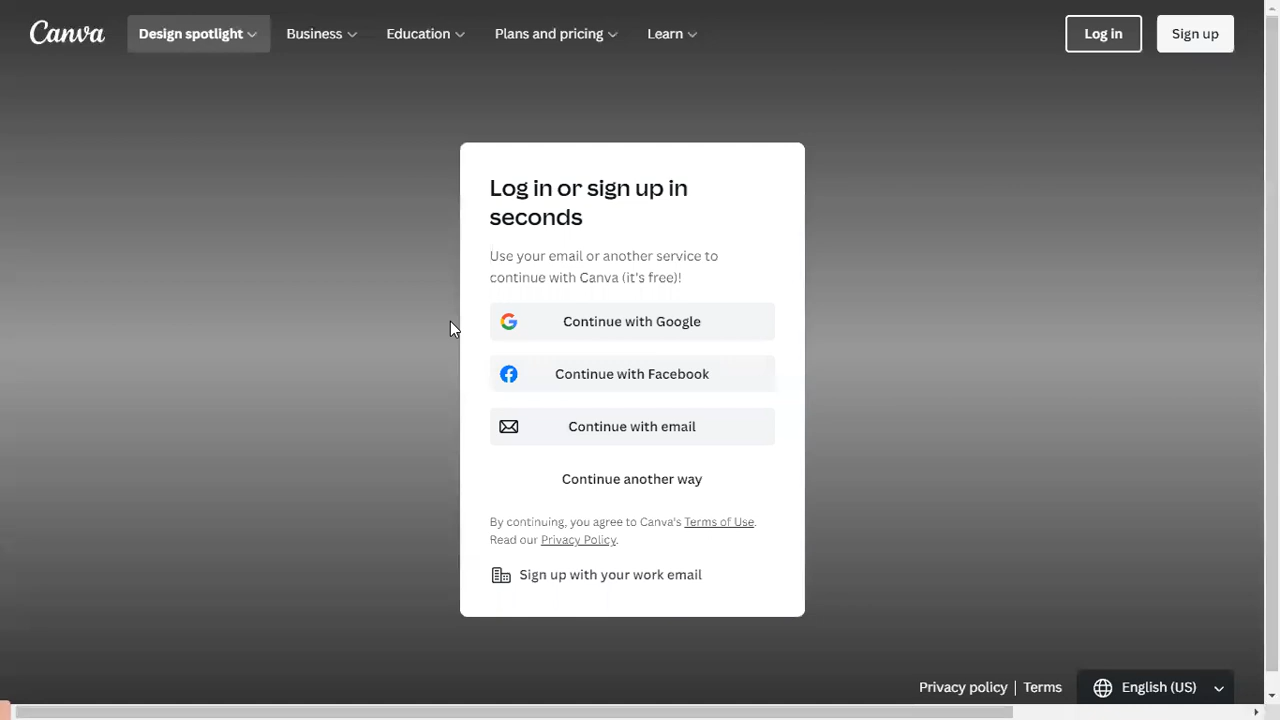 Canva Design spotlight Business Education Plans and pricing Learn Log in Sign up
Log in or sign up in
seconds
Use your email or another service to
continue with Canva (it's free)!
Continue with Google
Continue with Facebook
Continue with email
Continue another way
By continuing, you agree to Canva's Terms of Use.
Read our Privacy Policy.
Sign up with your work email
Privacy policy | Terms English (US)